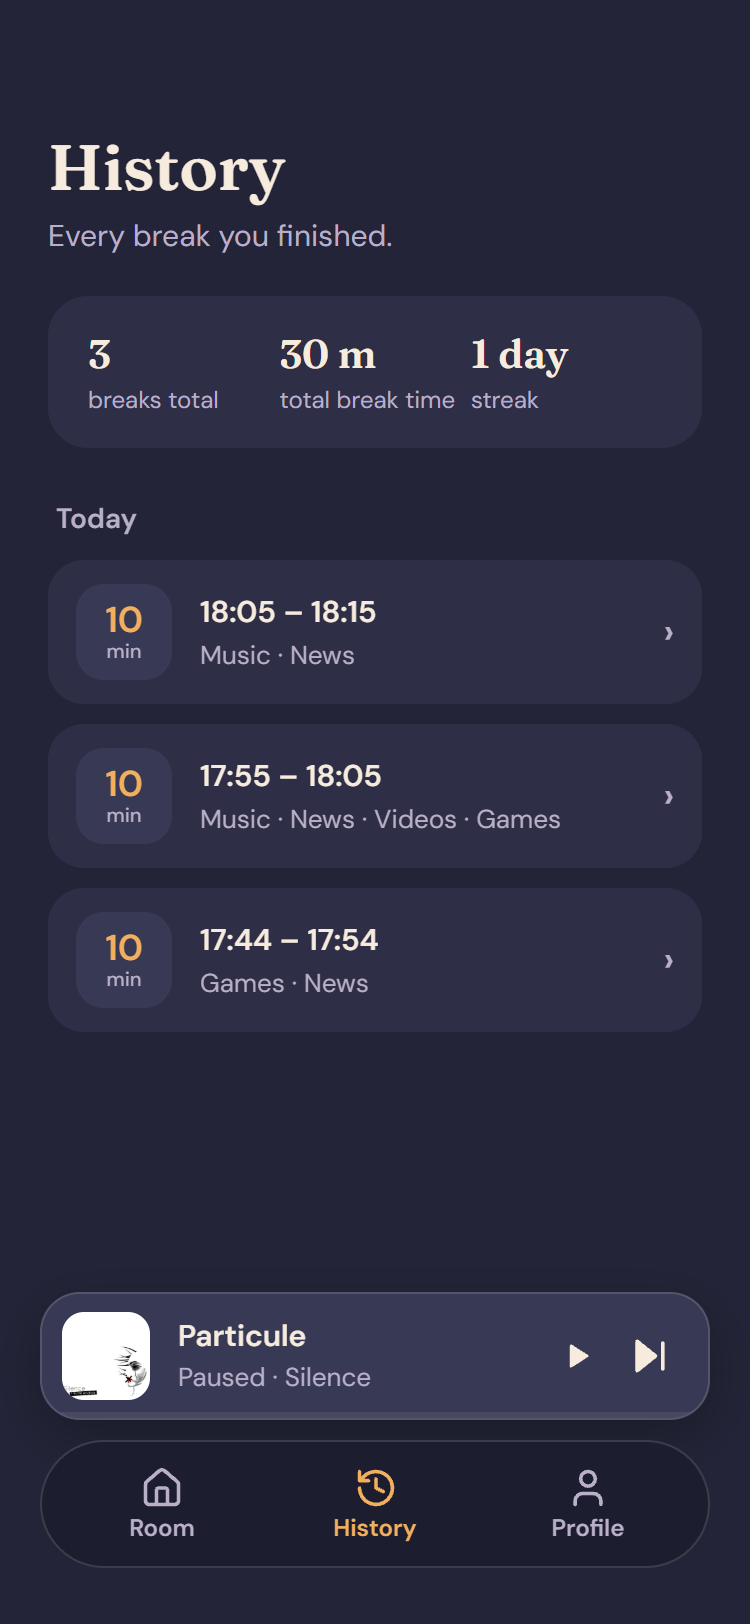 History
Every break you finished.
3 30 m 1 day
breaks total total break time streak
Today
10 min
18:05 – 18:15
Music · News
10 min
17:55 – 18:05
Music · News · Videos · Games
10 min
17:44 – 17:54
Games · News
Particule
Paused · Silence
Room History Profile